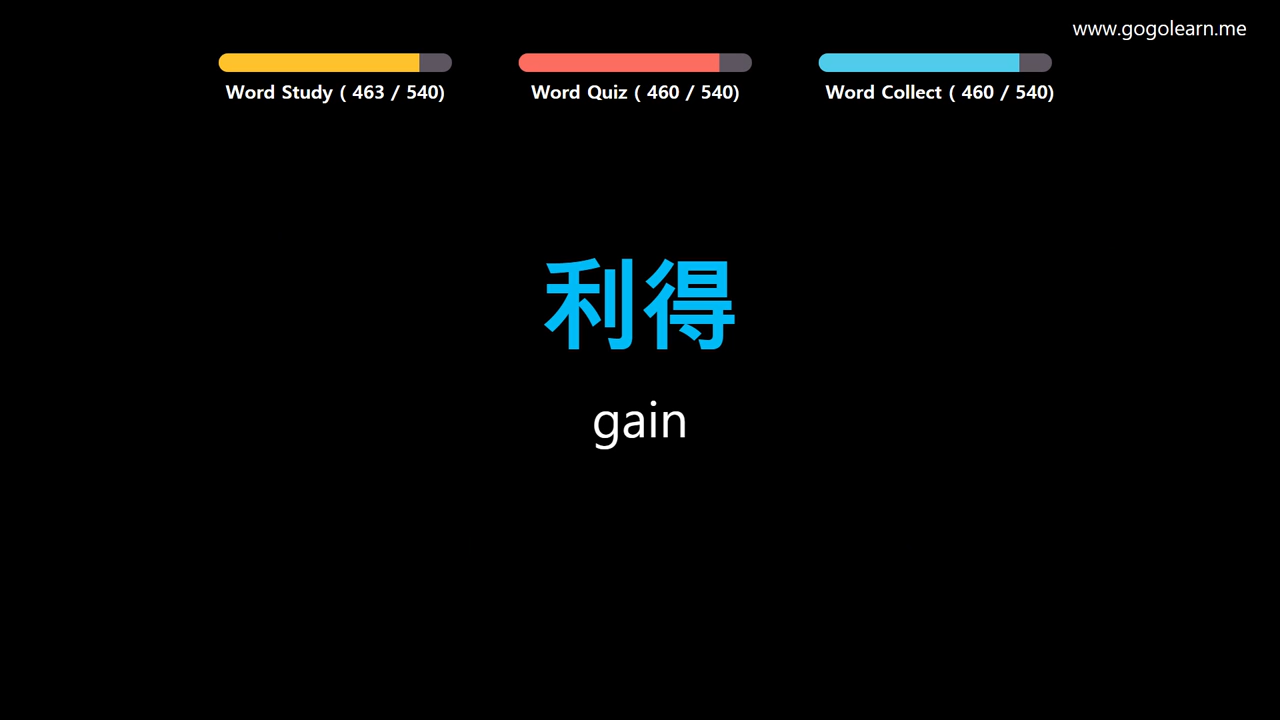 www.gogolearn.me
Word Study ( 463 / 540)
Word Quiz ( 460 / 540)
Word Collect ( 460 / 540)
利得
gain